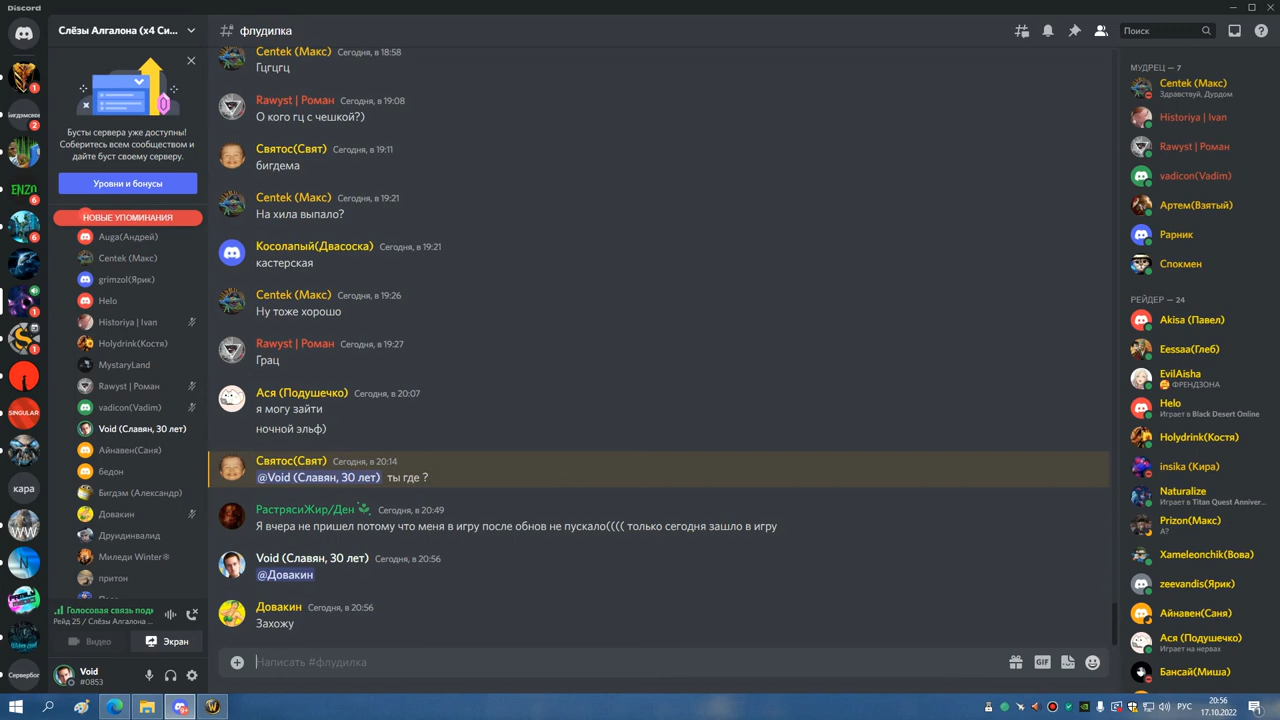 Discord
Слёзы Алгалона (x4 Си...
флудилка
Поиск
1
бигдэмсвое
2
ENZO
6
6
1
1
SINGULAR
кара
WW
N
Сервербог
Бусты сервера уже доступны!
Соберитесь всем сообществом и
дайте буст своему серверу.
Уровни и бонусы
НОВЫЕ УПОМИНАНИЯ
Auga(Андрей)
Centek (Макс)
grimzol(Ярик)
Helo
Historiya | Ivan
Holydrink(Костя)
MystaryLand
Rawyst | Роман
vadicon(Vadim)
Void (Славян, 30 лет)
Айнавен(Саня)
бедон
Бигдэм (Александр)
Довакин
Друидинвалид
Миледи Winter❄
притон
Голосовая связь подк
Рейд 25 / Слёзы Алгалона ...
Видео
Экран
Void
#0853
Centek (Макс) Сегодня, в 18:58
Гцгцгц
Rawyst | Роман Сегодня, в 19:08
О кого гц с чешкой?)
Святос(Свят) Сегодня, в 19:11
бигдема
Centek (Макс) Сегодня, в 19:21
На хила выпало?
Косолапый(Двасоска) Сегодня, в 19:21
кастерская
Centek (Макс) Сегодня, в 19:26
Ну тоже хорошо
Rawyst | Роман Сегодня, в 19:27
Грац
Ася (Подушечко) Сегодня, в 20:07
я могу зайти
ночной эльф)
Святос(Свят) Сегодня, в 20:14
@Void (Славян, 30 лет) ты где ?
РастрясиЖир/Ден Сегодня, в 20:49
Я вчера не пришел потому что меня в игру после обнов не пускало(((( только сегодня зашло в игру
Void (Славян, 30 лет) Сегодня, в 20:56
@Довакин
Довакин Сегодня, в 20:56
Захожу
Написать #флудилка
GIF
МУДРЕЦ — 7
Centek (Макс)
Здравствуй, Дурдом
Historiya | Ivan
Rawyst | Роман
vadicon(Vadim)
Артем(Взятый)
Рарник
Спокмен
РЕЙДЕР — 24
Akisa (Павел)
Eessaa(Глеб)
EvilAisha
ФРЕНДЗОНА
Helo
Играет в Black Desert Online
Holydrink(Костя)
insika (Кира)
Naturalize
Играет в Titan Quest Anniver...
Prizon(Макс)
А?
Xameleonchik(Вова)
zeevandis(Ярик)
Айнавен(Саня)
Ася (Подушечко)
Играет на нервах
Бансай(Миша)
РУС
20:56
17.10.2022
1